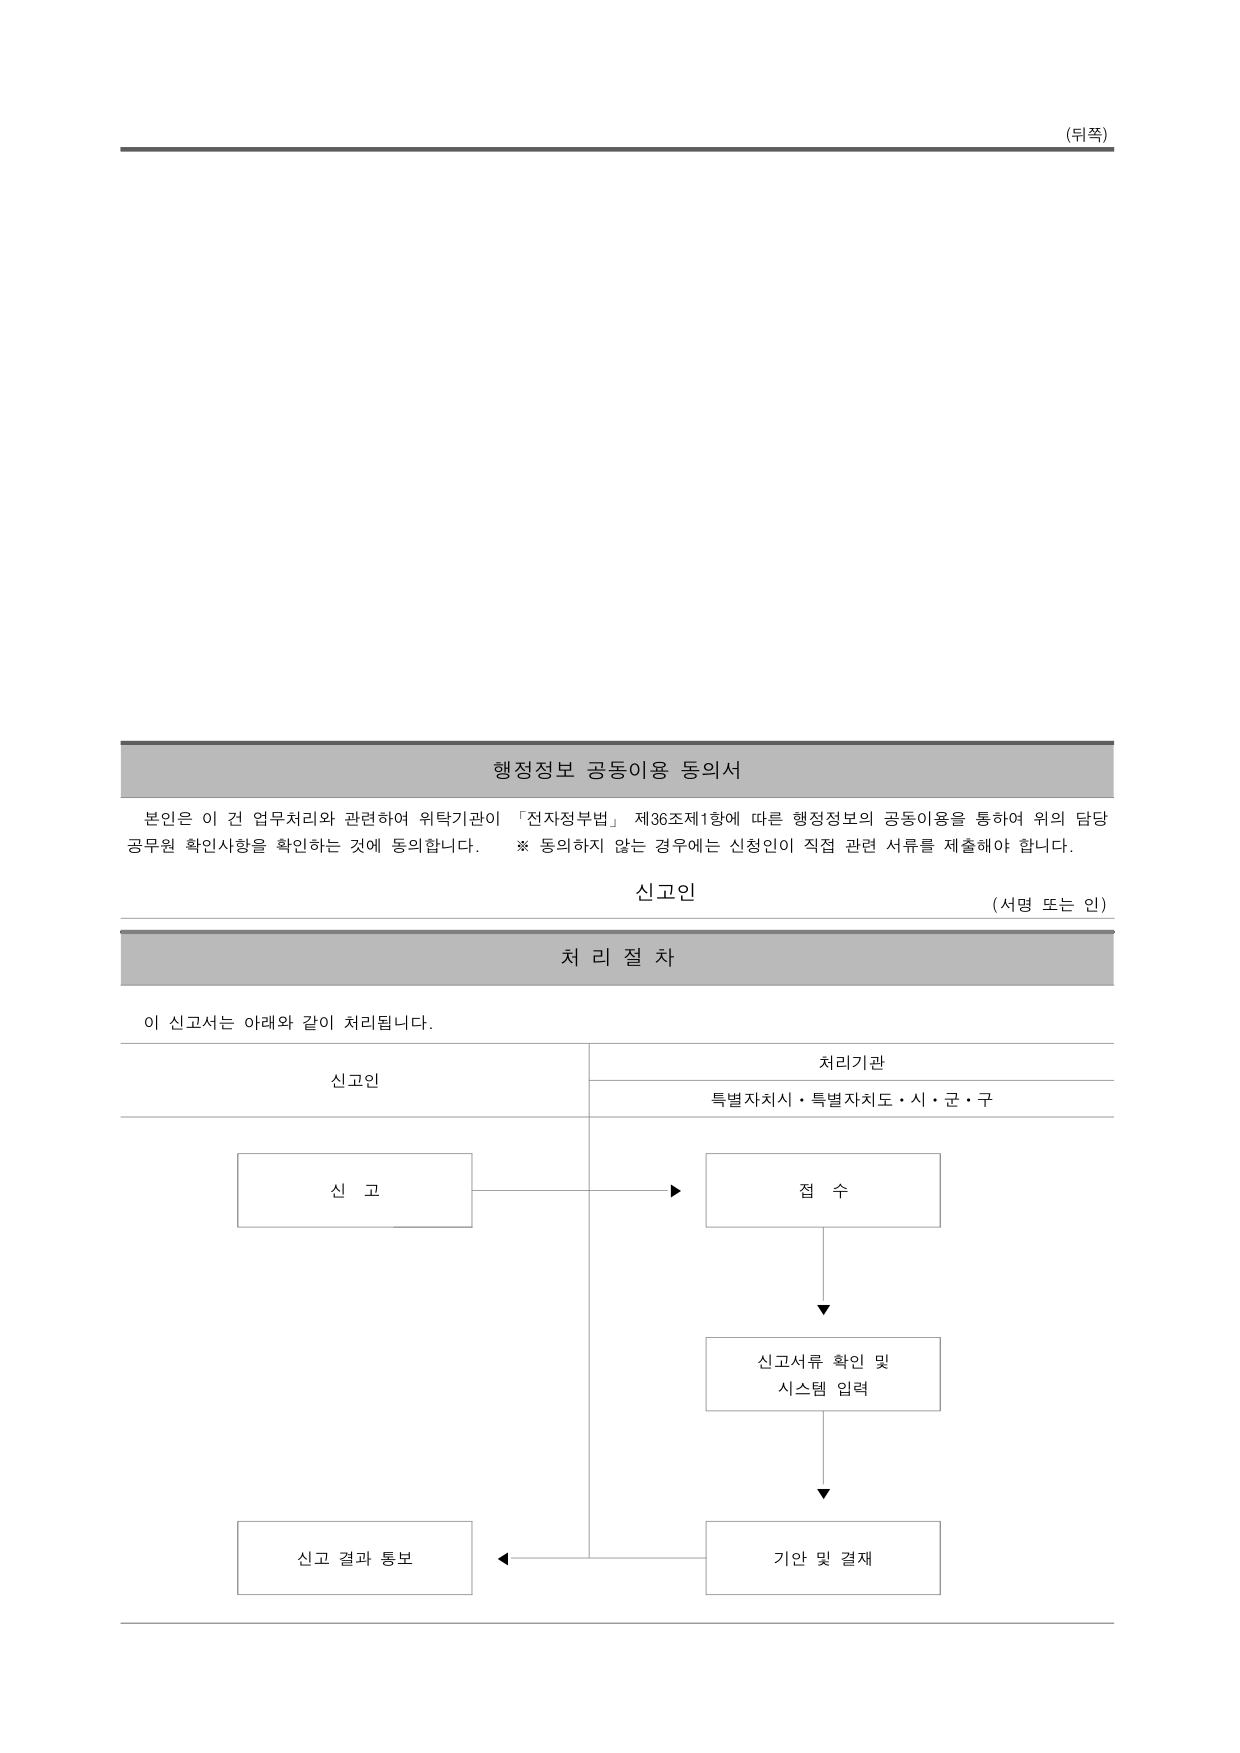 (뒤쪽)
행정정보 공동이용 동의서
본인은 이 건 업무처리와 관련하여 위탁기관이 「전자정부법」 제36조제1항에 따른 행정정보의 공동이용을 통하여 위의 담당
공무원 확인사항을 확인하는 것에 동의합니다. ※ 동의하지 않는 경우에는 신청인이 직접 관련 서류를 제출해야 합니다.
신고인
(서명 또는 인)
처 리 절 차
이 신고서는 아래와 같이 처리됩니다.
신고인
처리기관
특별자치시・특별자치도・시・군・구
신 고
접 수
신고서류 확인 및
시스템 입력
신고 결과 통보
기안 및 결재